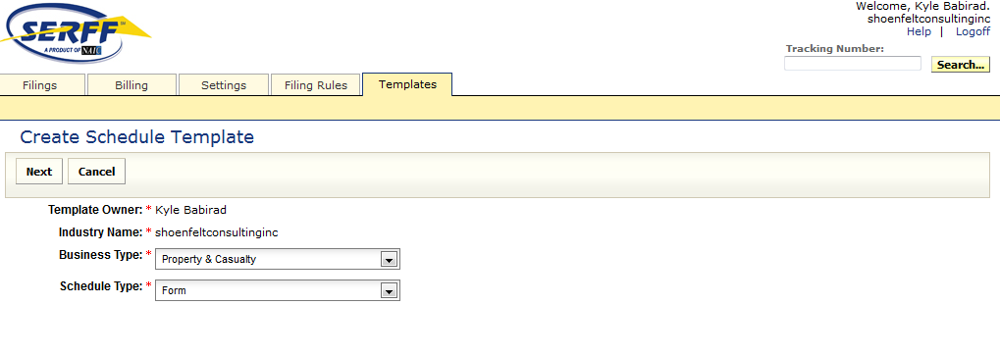 SERFF
A PRODUCT OF NAIC
Welcome, Kyle Babirad.
shoenfeltconsultinginc
Help | Logoff
Tracking Number:
Search...
Filings Billing Settings Filing Rules Templates
Create Schedule Template
Next Cancel
Template Owner: * Kyle Babirad
Industry Name: * shoenfeltconsultinginc
Business Type: * Property & Casualty
Schedule Type: * Form